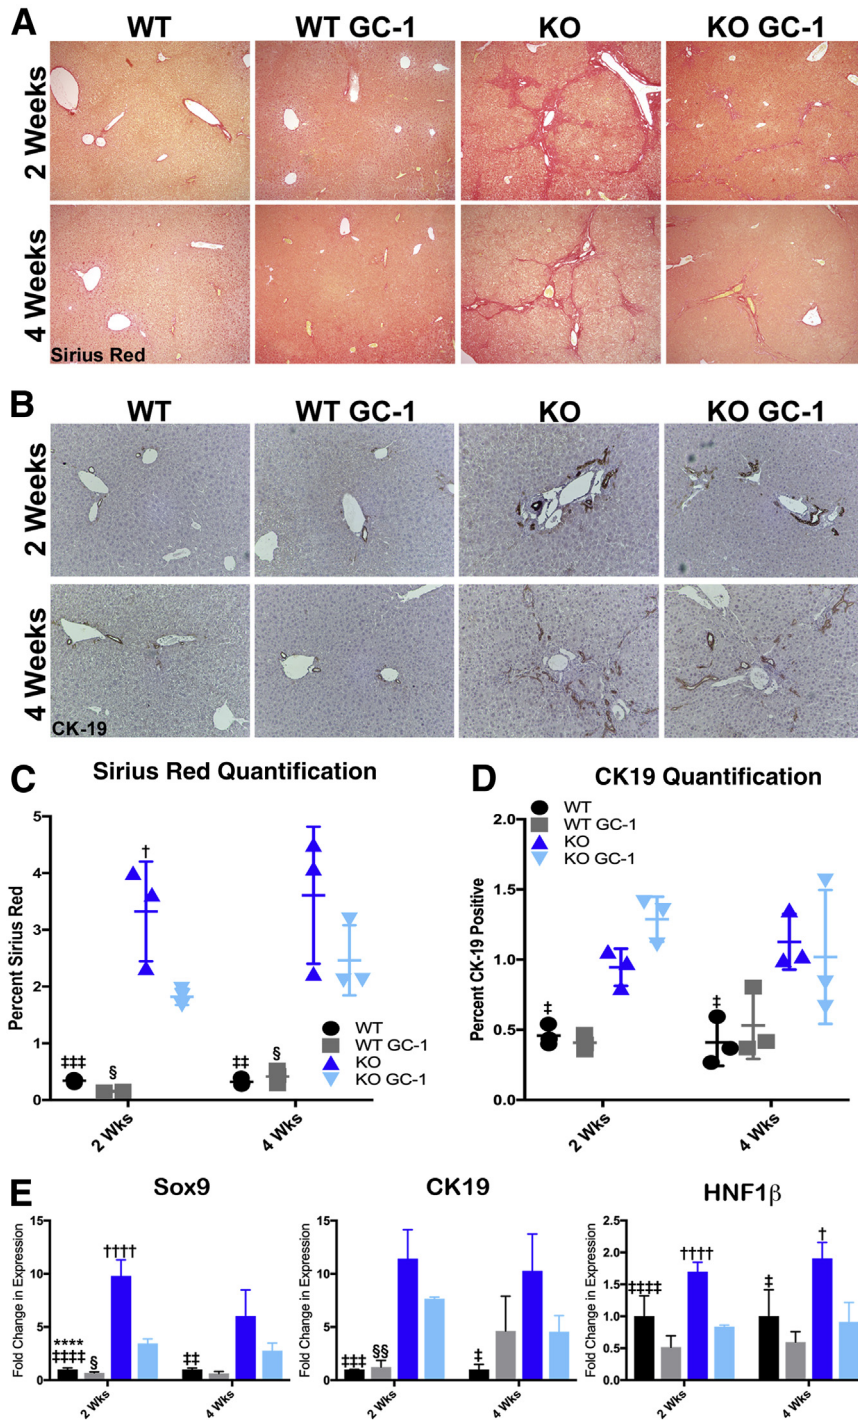 A
WT WT GC-1 KO KO GC-1
2 Weeks
4 Weeks
Sirius Red
B
WT WT GC-1 KO KO GC-1
2 Weeks
4 Weeks
CK-19
C
Sirius Red Quantification
Percent Sirius Red
5
4
3
2
1
0
†
‡‡‡
§
‡‡
§
WT
WT GC-1
KO
KO GC-1
2 Wks
4 Wks
D
CK19 Quantification
WT
WT GC-1
KO
KO GC-1
Percent CK-19 Positive
2.0
1.5
1.0
0.5
0.0
‡
‡
2 Wks
4 Wks
E
Sox9
Fold Change in Expression
15
10
5
0
††††
****
‡‡‡‡
§
‡‡
2 Wks
4 Wks
CK19
Fold Change in Expression
15
10
5
0
‡‡‡
§§
‡
2 Wks
4 Wks
HNF1β
Fold Change in Expression
2.5
2.0
1.5
1.0
0.5
0.0
‡‡‡‡
††††
‡
†
2 Wks
4 Wks